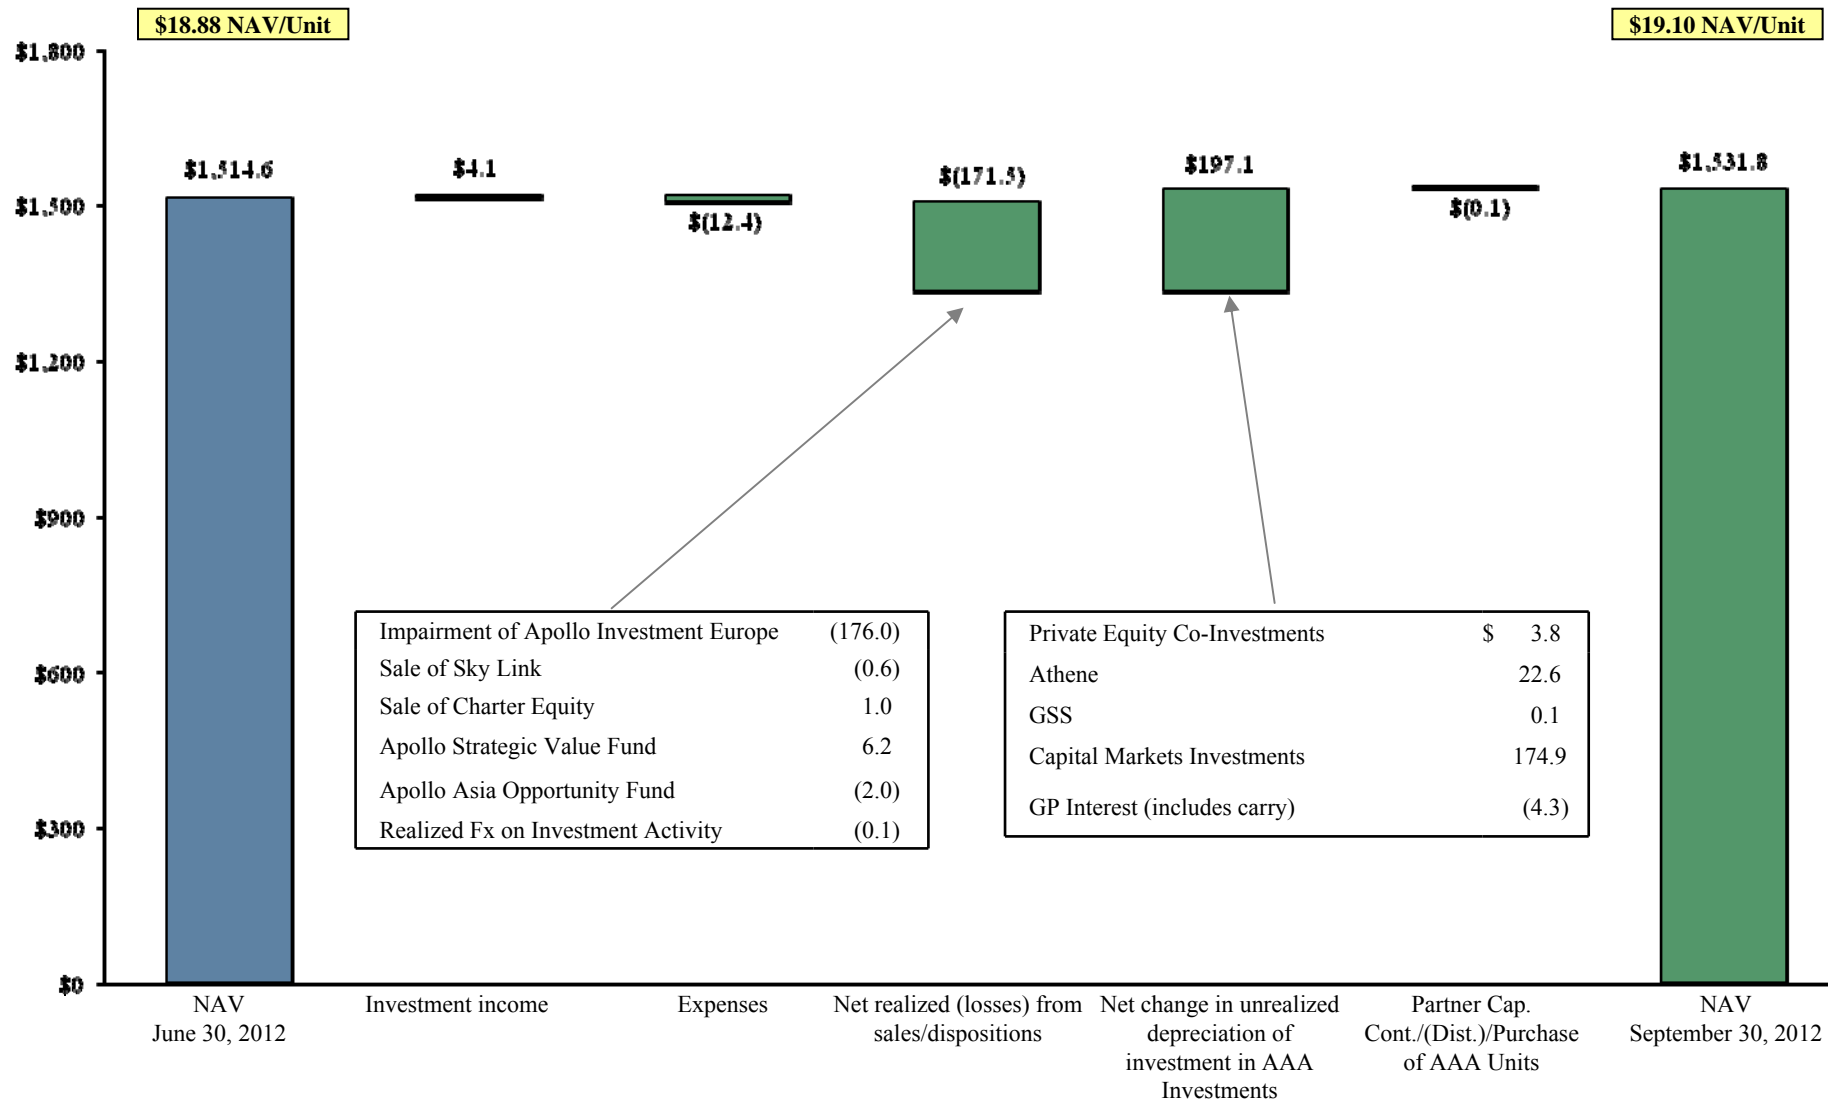 $18.88 NAV/Unit
$19.10 NAV/Unit
$1,800
$1,500
$1,200
$900
$600
$300
$0
$1,514.6
$4.1
$(12.4)
$(171.5)
$197.1
$(0.1)
$1,531.8
Impairment of Apollo Investment Europe (176.0)
Sale of Sky Link (0.6)
Sale of Charter Equity 1.0
Apollo Strategic Value Fund 6.2
Apollo Asia Opportunity Fund (2.0)
Realized Fx on Investment Activity (0.1)
Private Equity Co-Investments $ 3.8
Athene 22.6
GSS 0.1
Capital Markets Investments 174.9
GP Interest (includes carry) (4.3)
NAV
June 30, 2012
Investment income
Expenses
Net realized (losses) from
sales/dispositions
Net change in unrealized
depreciation of
investment in AAA
Investments
Partner Cap.
Cont./(Dist.)/Purchase
of AAA Units
NAV
September 30, 2012